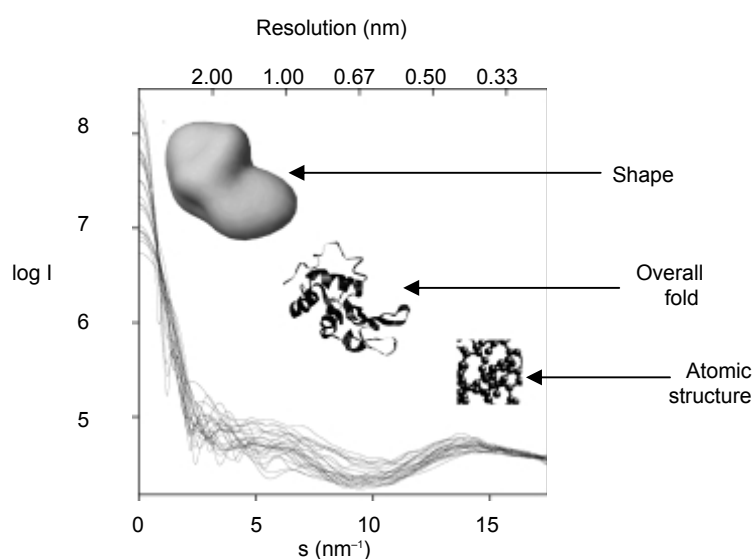 Resolution (nm)
2.00 1.00 0.67 0.50 0.33
8
Shape
7
log I
Overall
fold
6
Atomic
structure
5
0 5 10 15
s (nm⁻¹)